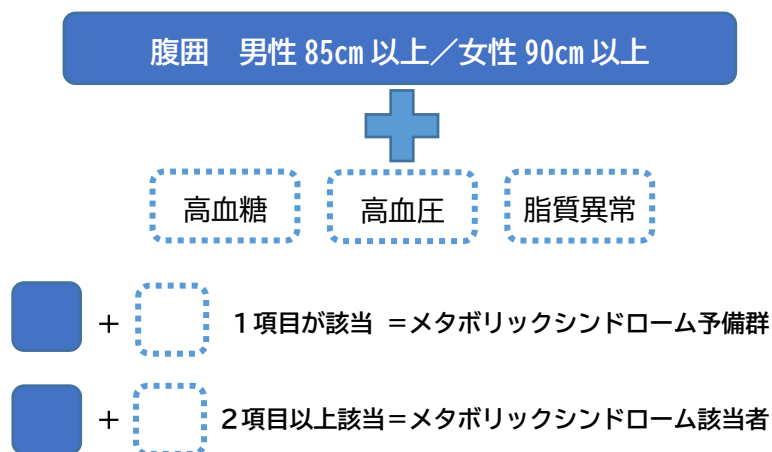 腹囲　男性 85cm 以上／女性 90cm 以上
高血糖　高血圧　脂質異常
＋　１項目が該当 ＝メタボリックシンドローム予備群
＋　２項目以上該当＝メタボリックシンドローム該当者